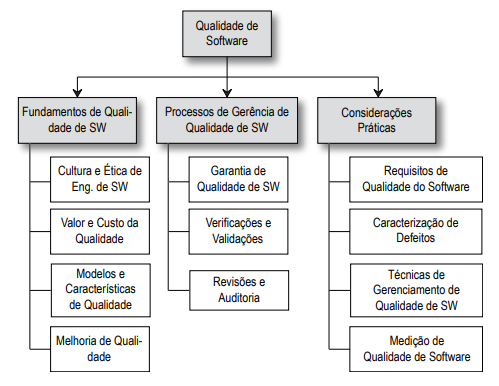 Qualidade de
Software
Fundamentos de Quali-
dade de SW
Processos de Gerência de
Qualidade de SW
Considerações
Práticas
Cultura e Ética de
Eng. de SW
Valor e Custo da
Qualidade
Modelos e
Características
de Qualidade
Melhoria de Quali-
dade
Garantia de
Qualidade de SW
Verificações e
Validações
Revisões e
Auditoria
Requisitos de
Qualidade do Software
Caracterização de
Defeitos
Técnicas de
Gerenciamento de
Qualidade de SW
Medição de
Qualidade de Software